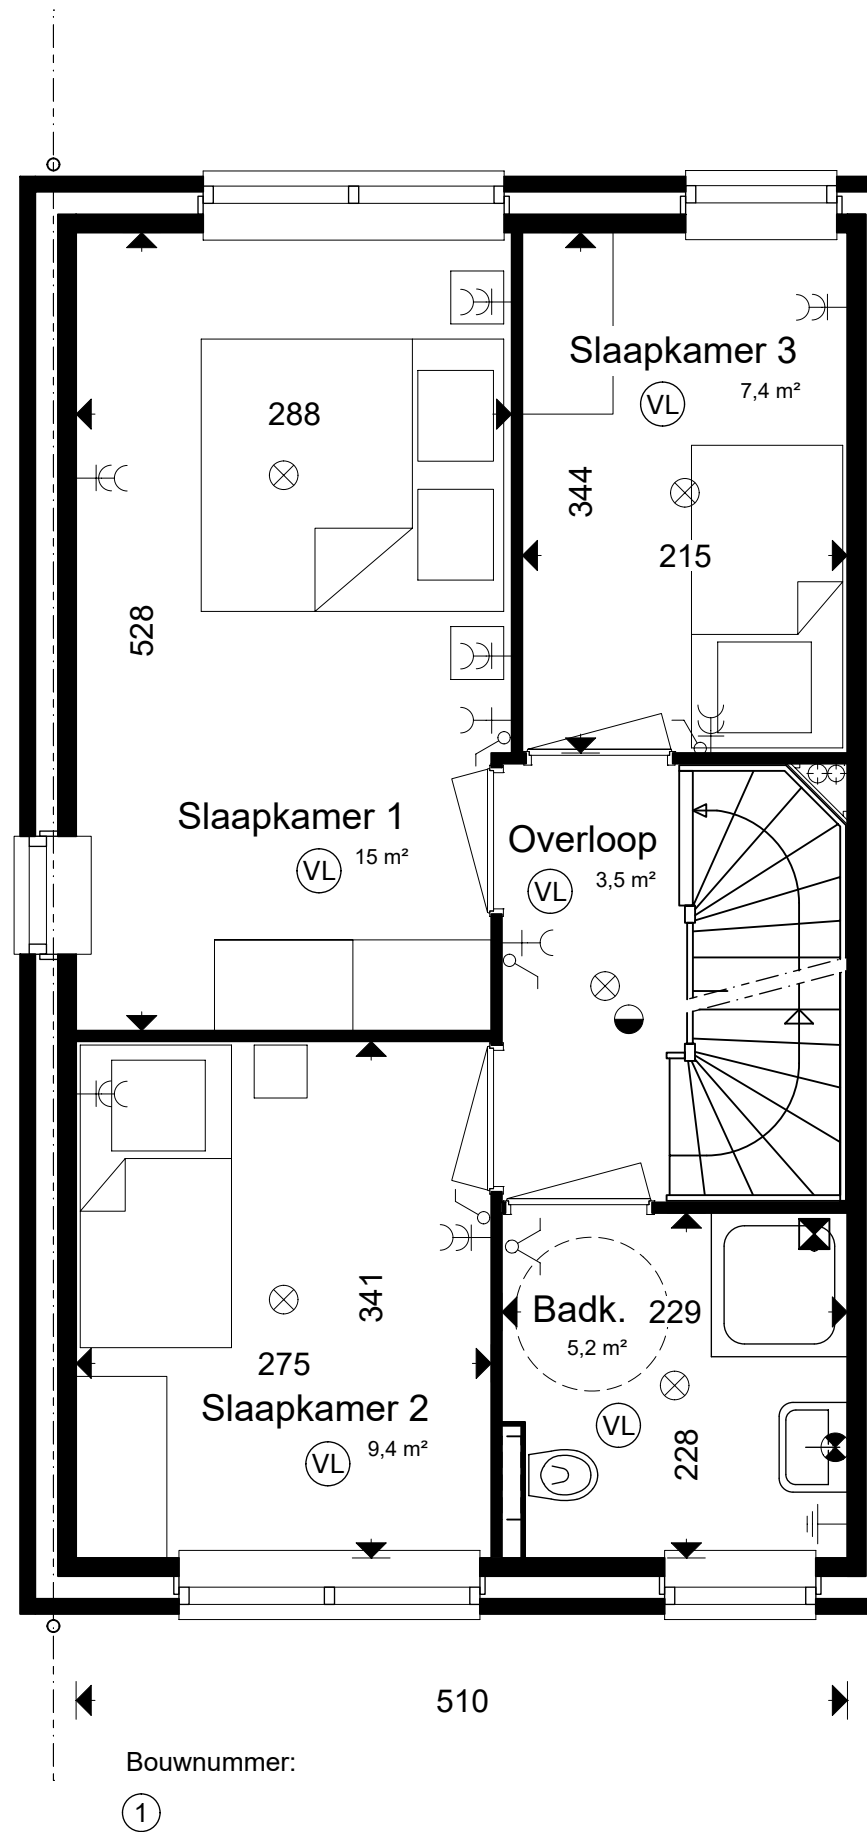 Slaapkamer 3
7,4 m²
VL
288
344
215
528
Slaapkamer 1
15 m²
VL
Overloop
3,5 m²
VL
341
275
Slaapkamer 2
9,4 m²
VL
Badk.
229
5,2 m²
VL
228
510
Bouwnummer:
1